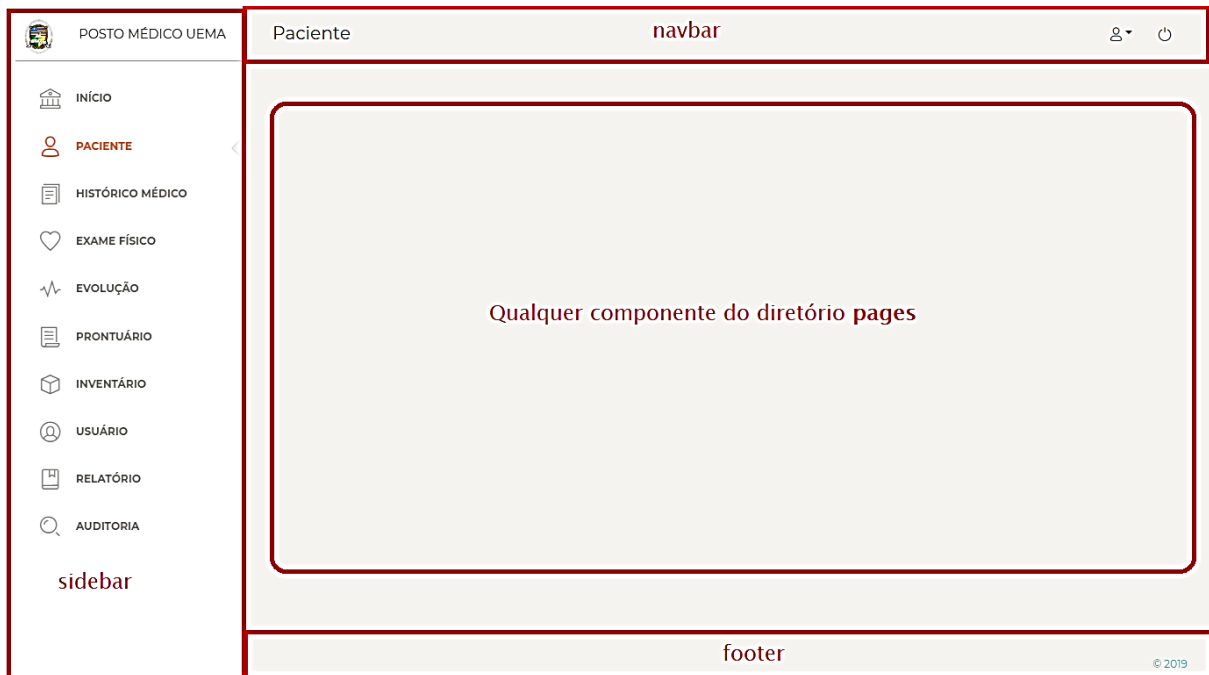 POSTO MÉDICO UEMA
Paciente
navbar
INÍCIO
PACIENTE
HISTÓRICO MÉDICO
EXAME FÍSICO
EVOLUÇÃO
PRONTUÁRIO
INVENTÁRIO
USUÁRIO
RELATÓRIO
AUDITORIA
sidebar
Qualquer componente do diretório pages
footer
© 2019